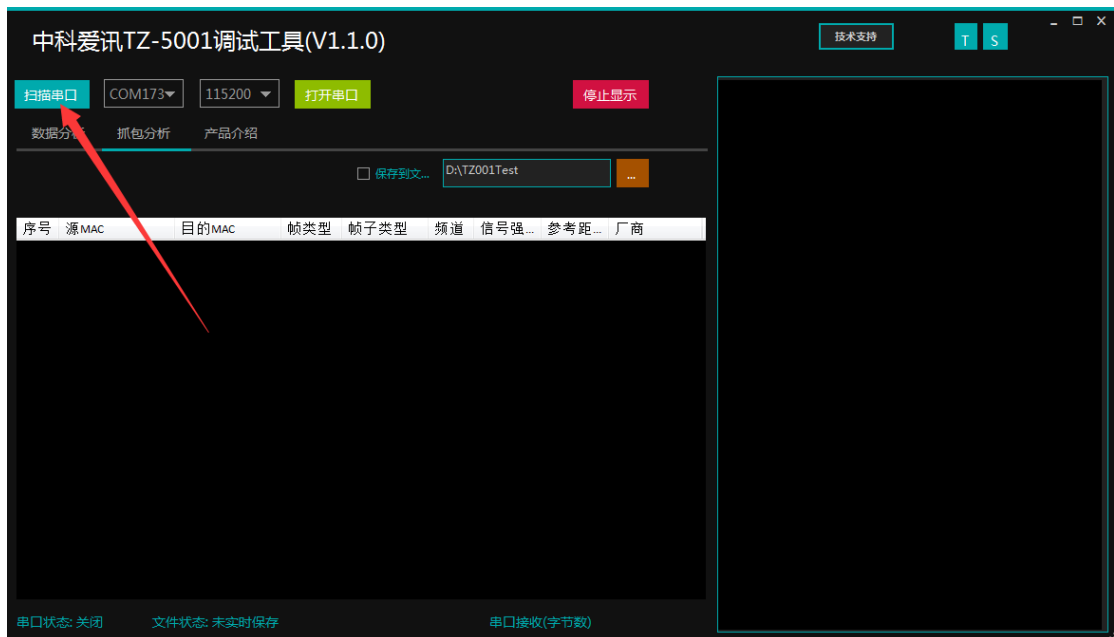 中科爱讯TZ-5001调试工具(V1.1.0)
技术支持
T S
扫描串口 COM173 115200 打开串口 停止显示
数据分析 抓包分析 产品介绍
保存到文... D:\TZ001Test ...
序号 源MAC 目的MAC 帧类型 帧子类型 频道 信号强... 参考距... 厂商
串口状态: 关闭 文件状态: 未实时保存 串口接收(字节数)